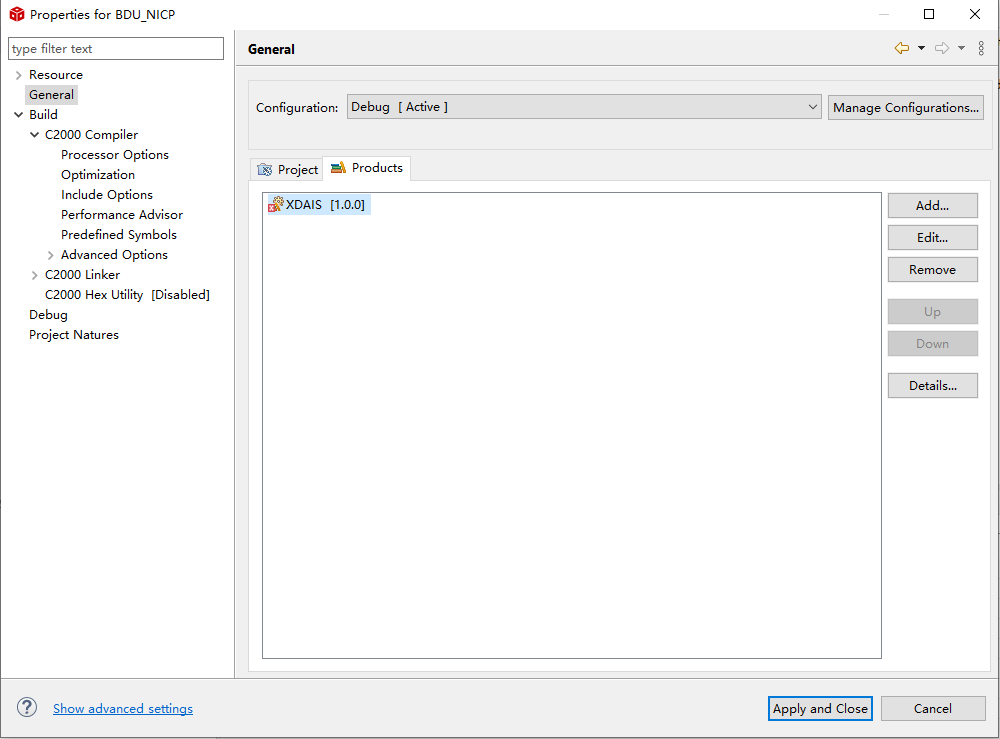 Properties for BDU_NICP
type filter text
Resource
General
Build
C2000 Compiler
Processor Options
Optimization
Include Options
Performance Advisor
Predefined Symbols
Advanced Options
C2000 Linker
C2000 Hex Utility [Disabled]
Debug
Project Natures
General
Configuration: Debug [ Active ] Manage Configurations...
Project Products
XDAIS [1.0.0]
Add...
Edit...
Remove
Up
Down
Details...
? Show advanced settings Apply and Close Cancel